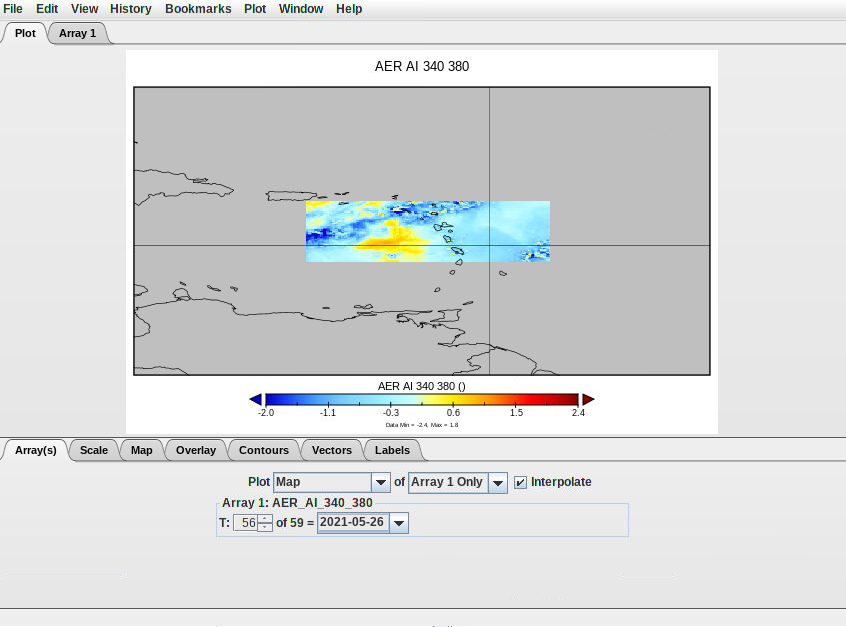 File Edit View History Bookmarks Plot Window Help
Plot Array 1
AER AI 340 380
AER AI 340 380 ()
-2.0 -1.1 -0.3 0.6 1.5 2.4
Data Min = -2.4, Max = 1.8
Array(s) Scale Map Overlay Contours Vectors Labels
Plot Map of Array 1 Only Interpolate
Array 1: AER_AI_340_380
T: 56 of 59 = 2021-05-26